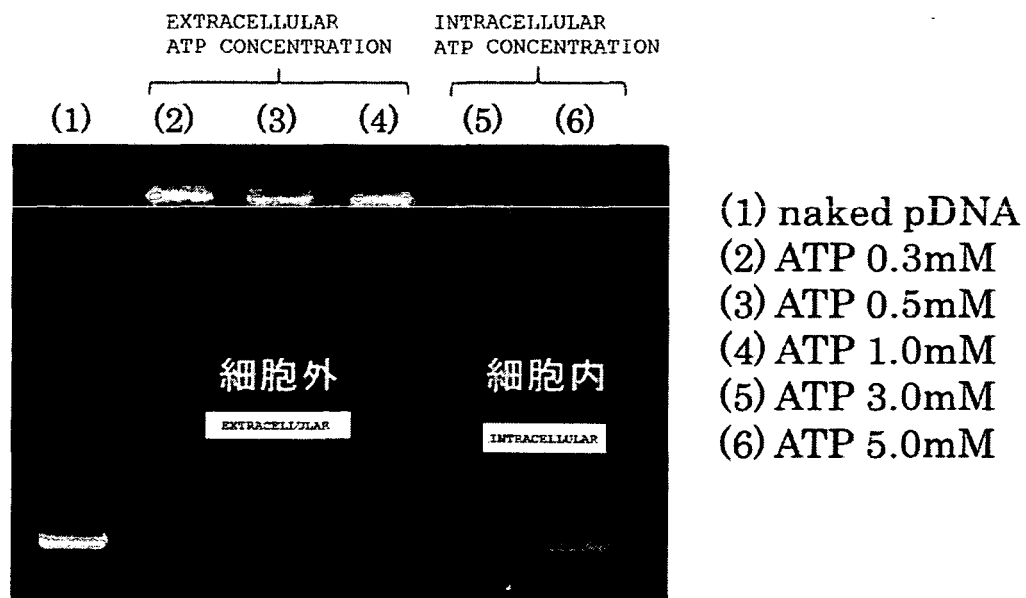 EXTRACELLULAR
ATP CONCENTRATION
INTRACELLULAR
ATP CONCENTRATION
(1)
(2)
(3)
(4)
(5)
(6)
細胞外
EXTRACELLULAR
細胞内
INTRACELLULAR
(1) naked pDNA
(2) ATP 0.3mM
(3) ATP 0.5mM
(4) ATP 1.0mM
(5) ATP 3.0mM
(6) ATP 5.0mM